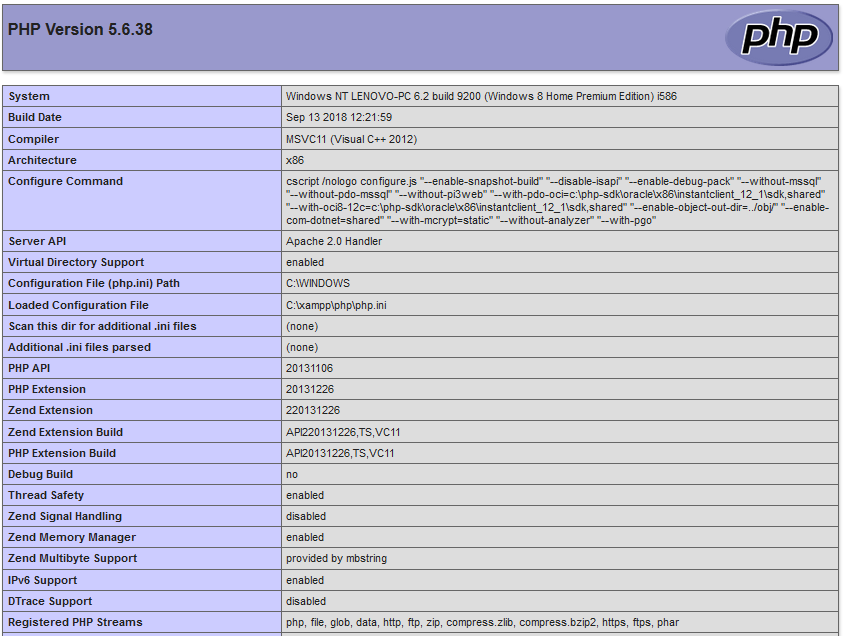 PHP Version 5.6.38
php
System Windows NT LENOVO-PC 6.2 build 9200 (Windows 8 Home Premium Edition) i586
Build Date Sep 13 2018 12:21:59
Compiler MSVC11 (Visual C++ 2012)
Architecture x86
Configure Command cscript /nologo configure.js "--enable-snapshot-build" "--disable-isapi" "--enable-debug-pack" "--without-mssql"
"--without-pdo-mssql" "--without-pi3web" "--with-pdo-oci=c:\php-sdk\oracle\x86\instantclient_12_1\sdk,shared"
"--with-oci8-12c=c:\php-sdk\oracle\x86\instantclient_12_1\sdk,shared" "--enable-object-out-dir=../obj/" "--enable-
com-dotnet=shared" "--with-mcrypt=static" "--without-analyzer" "--with-pgo"
Server API Apache 2.0 Handler
Virtual Directory Support enabled
Configuration File (php.ini) Path C:\WINDOWS
Loaded Configuration File C:\xampp\php\php.ini
Scan this dir for additional .ini files (none)
Additional .ini files parsed (none)
PHP API 20131106
PHP Extension 20131226
Zend Extension 220131226
Zend Extension Build API220131226,TS,VC11
PHP Extension Build API20131226,TS,VC11
Debug Build no
Thread Safety enabled
Zend Signal Handling disabled
Zend Memory Manager enabled
Zend Multibyte Support provided by mbstring
IPv6 Support enabled
DTrace Support disabled
Registered PHP Streams php, file, glob, data, http, ftp, zip, compress.zlib, compress.bzip2, https, ftps, phar